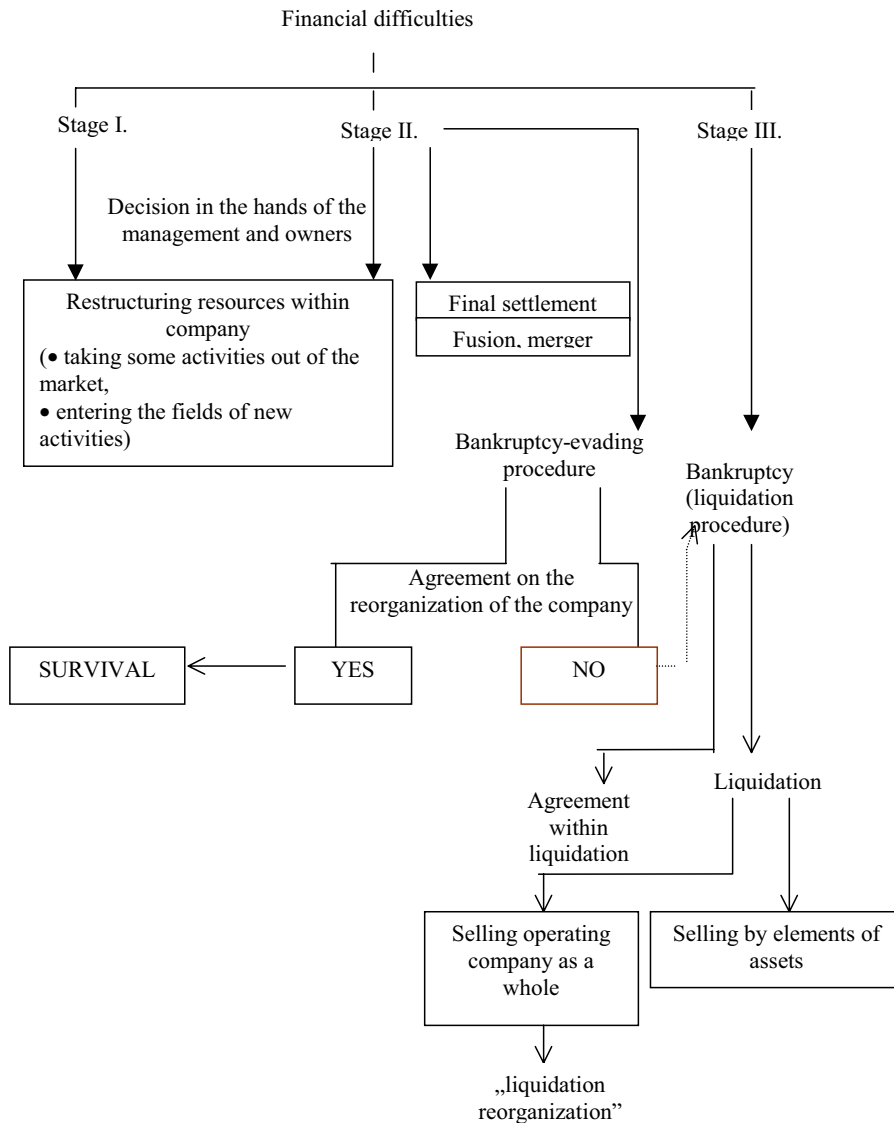 Financial difficulties
Stage I.
Stage II.
Stage III.
Decision in the hands of the
management and owners
Restructuring resources within
company
(• taking some activities out of the
market,
• entering the fields of new
activities)
Final settlement
Fusion, merger
Bankruptcy-evading
procedure
Bankruptcy
(liquidation
procedure)
Agreement on the
reorganization of the company
SURVIVAL
YES
NO
Agreement
within
liquidation
Liquidation
Selling operating
company as a
whole
Selling by elements of
assets
„liquidation
reorganization”